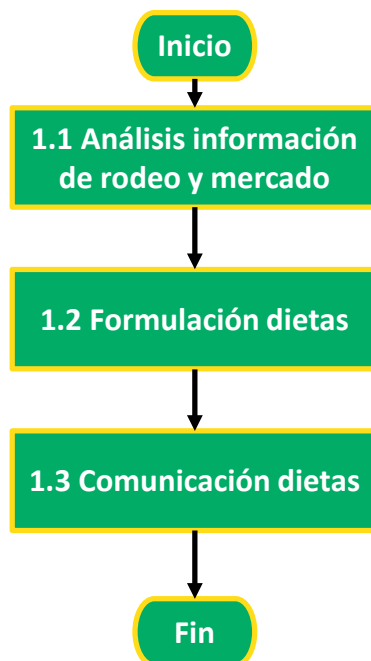 Inicio
1.1 Análisis información
de rodeo y mercado
1.2 Formulación dietas
1.3 Comunicación dietas
Fin